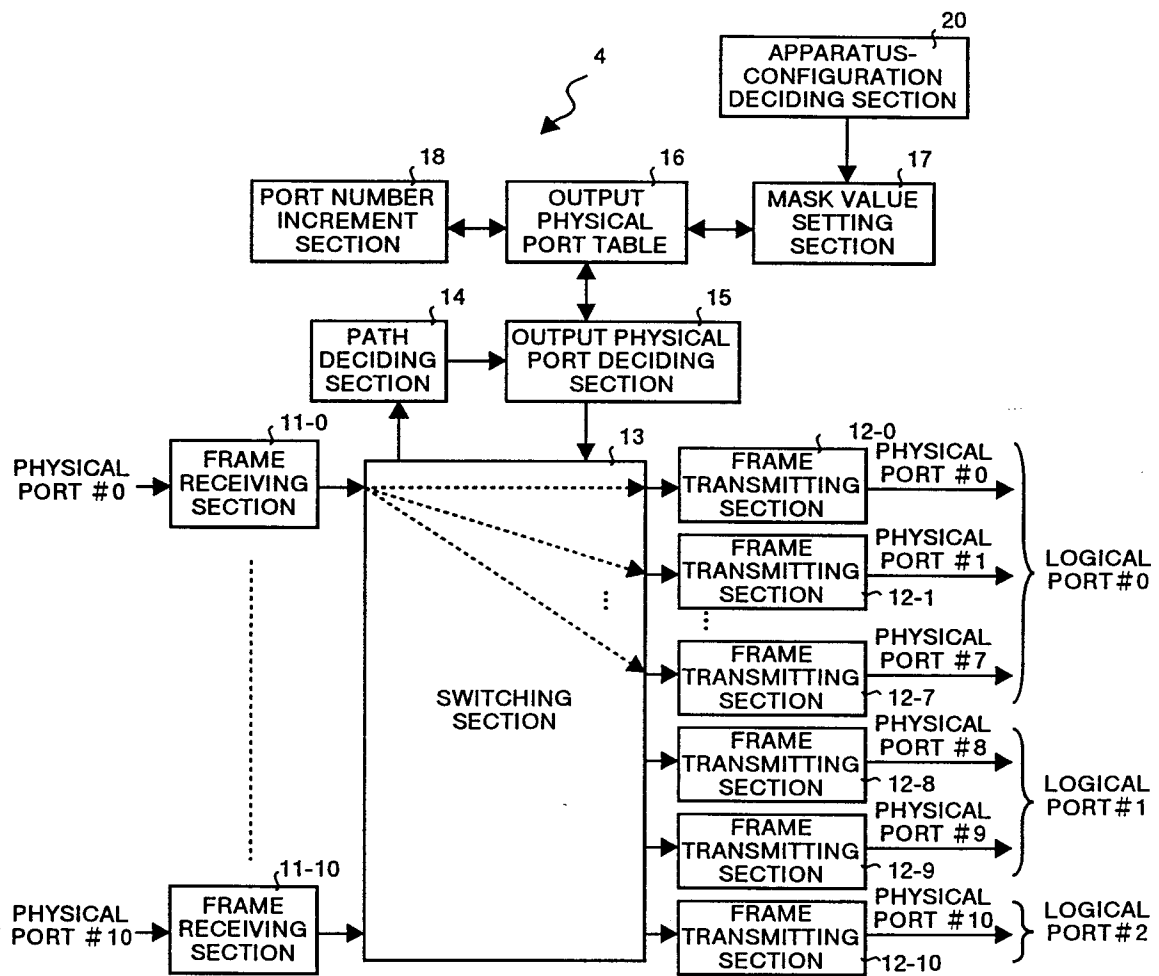 20
APPARATUS-
CONFIGURATION
DECIDING SECTION
4
18
PORT NUMBER
INCREMENT
SECTION
16
OUTPUT
PHYSICAL
PORT TABLE
17
MASK VALUE
SETTING
SECTION
14
PATH
DECIDING
SECTION
15
OUTPUT PHYSICAL
PORT DECIDING
SECTION
PHYSICAL
PORT #0
11-0
FRAME
RECEIVING
SECTION
13
SWITCHING
SECTION
12-0
FRAME
TRANSMITTING
SECTION
PHYSICAL
PORT #0
FRAME
TRANSMITTING
SECTION
12-1
PHYSICAL
PORT #1
LOGICAL
PORT#0
FRAME
TRANSMITTING
SECTION
12-7
PHYSICAL
PORT #7
FRAME
TRANSMITTING
SECTION
12-8
PHYSICAL
PORT #8
LOGICAL
PORT#1
FRAME
TRANSMITTING
SECTION
12-9
PHYSICAL
PORT #9
PHYSICAL
PORT #10
11-10
FRAME
RECEIVING
SECTION
FRAME
TRANSMITTING
SECTION
12-10
PHYSICAL
PORT #10
LOGICAL
PORT#2